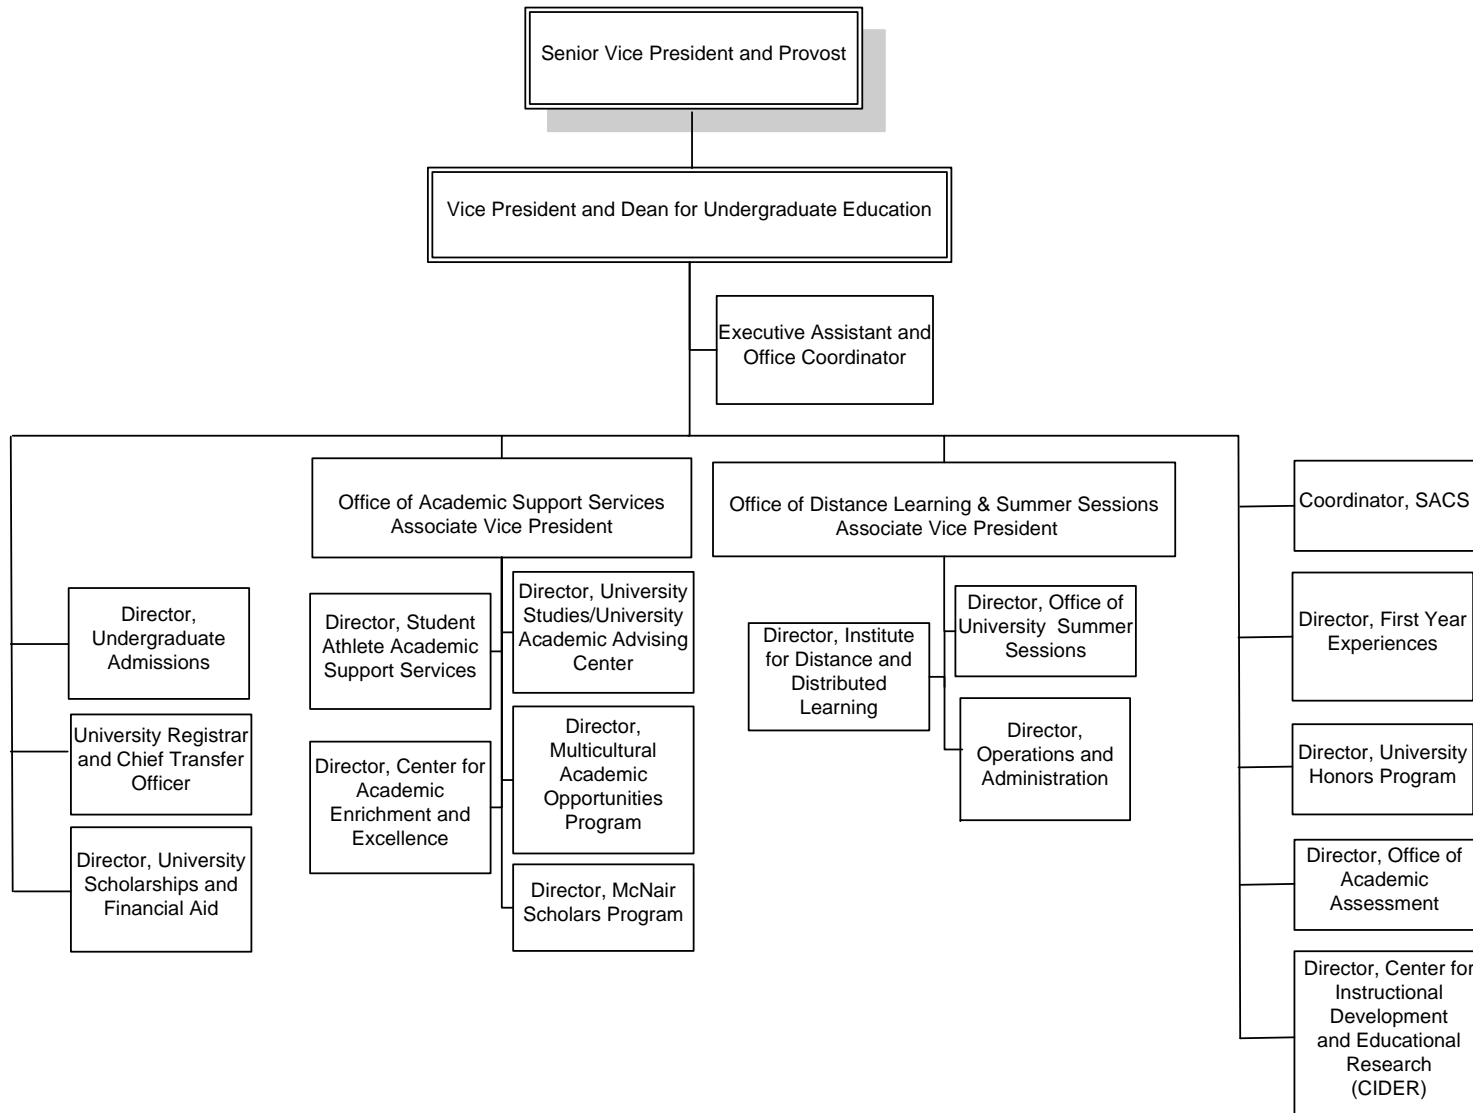 Senior Vice President and Provost
Vice President and Dean for Undergraduate Education
Executive Assistant and
Office Coordinator
Office of Academic Support Services
Associate Vice President
Office of Distance Learning & Summer Sessions
Associate Vice President
Coordinator, SACS
Director,
Undergraduate
Admissions
University Registrar
and Chief Transfer
Officer
Director, University
Scholarships and
Financial Aid
Director, Student
Athlete Academic
Support Services
Director, Center for
Academic
Enrichment and
Excellence
Director, University
Studies/University
Academic Advising
Center
Director,
Multicultural
Academic
Opportunities
Program
Director, McNair
Scholars Program
Director, Institute
for Distance and
Distributed
Learning
Director, Office of
University Summer
Sessions
Director,
Operations and
Administration
Director, First Year
Experiences
Director, University
Honors Program
Director, Office of
Academic
Assessment
Director, Center for
Instructional
Development
and Educational
Research
(CIDER)